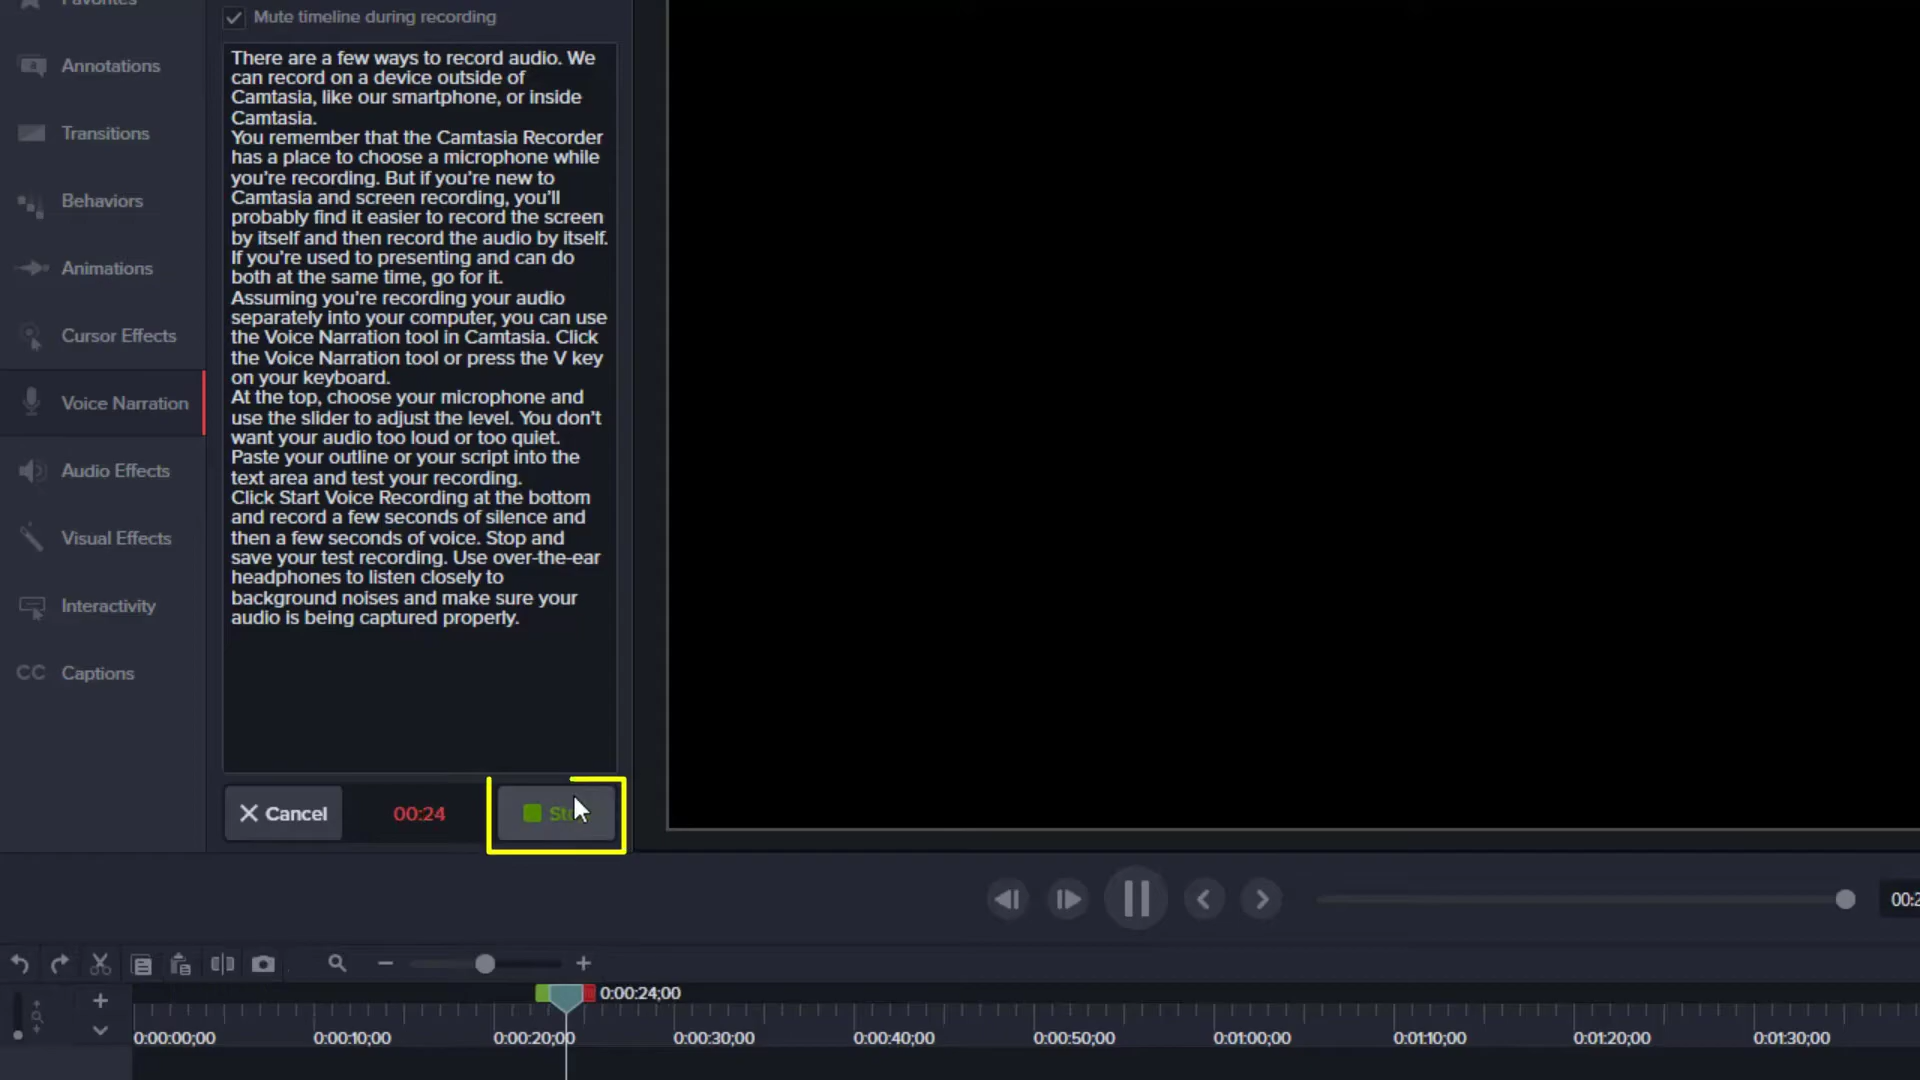 Mute timeline during recording
Annotations
Transitions
Behaviors
Animations
Cursor Effects
Voice Narration
Audio Effects
Visual Effects
Interactivity
CC Captions
There are a few ways to record audio. We
can record on a device outside of
Camtasia, like our smartphone, or inside
Camtasia.
You remember that the Camtasia Recorder
has a place to choose a microphone while
you're recording. But if you're new to
Camtasia and screen recording, you'll
probably find it easier to record the screen
by itself and then record the audio by itself.
If you're used to presenting and can do
both at the same time, go for it.
Assuming you're recording your audio
separately into your computer, you can use
the Voice Narration tool in Camtasia. Click
the Voice Narration tool or press the V key
on your keyboard.
At the top, choose your microphone and
use the slider to adjust the level. You don't
want your audio too loud or too quiet.
Paste your outline or your script into the
text area and test your recording.
Click Start Voice Recording at the bottom
and record a few seconds of silence and
then a few seconds of voice. Stop and
save your test recording. Use over-the-ear
headphones to listen closely to
background noises and make sure your
audio is being captured properly.
Cancel
00:24
0:00:24;00
0:00:00;00
0:00:10;00
0:00:20;00
0:00:30;00
0:00:40;00
0:00:50;00
0:01:00;00
0:01:10;00
0:01:20;00
0:01:30;00